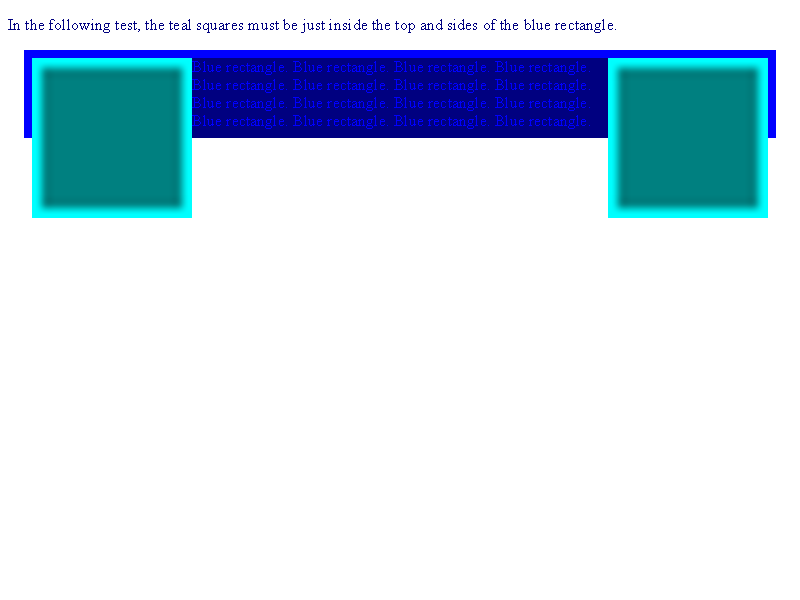 In the following test, the teal squares must be just inside the top and sides of the blue rectangle.
Blue rectangle. Blue rectangle. Blue rectangle. Blue rectangle.
Blue rectangle. Blue rectangle. Blue rectangle. Blue rectangle.
Blue rectangle. Blue rectangle. Blue rectangle. Blue rectangle.
Blue rectangle. Blue rectangle. Blue rectangle. Blue rectangle.